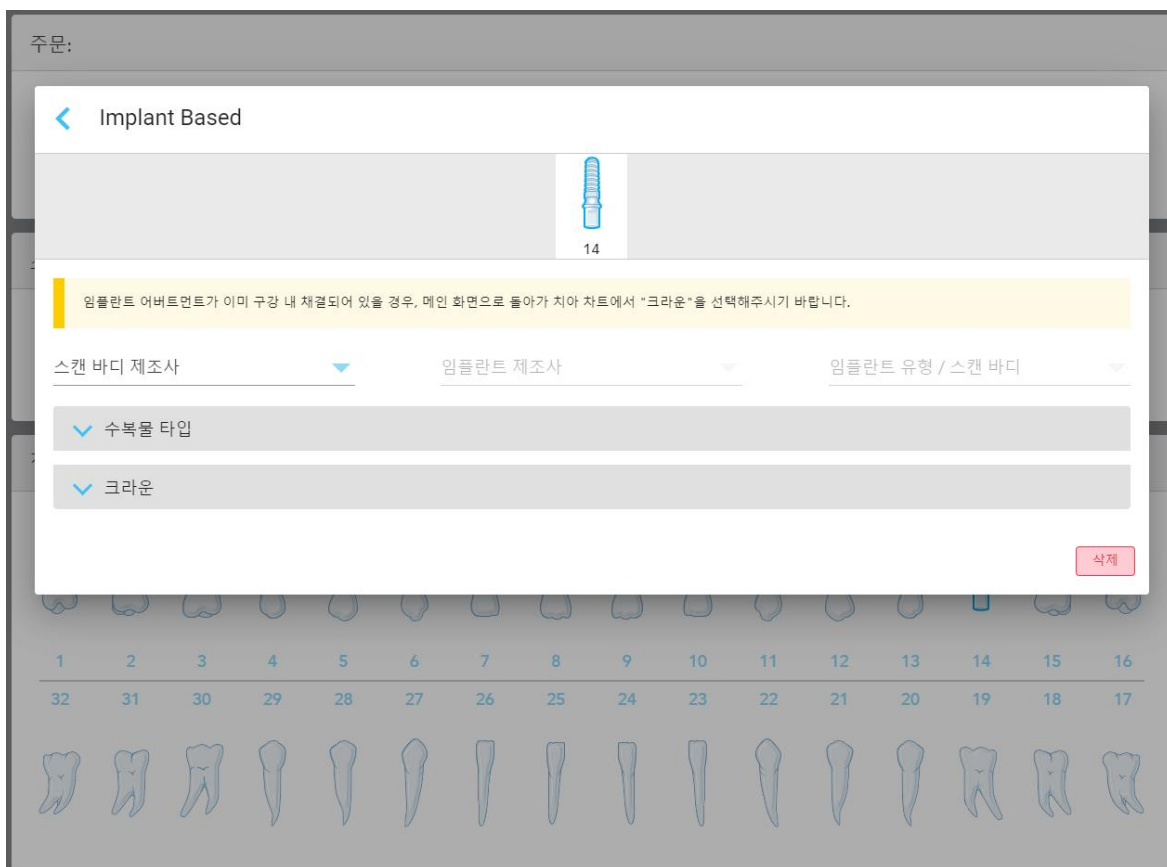 주문:
Implant Based
14
임플란트 어버트먼트가 이미 구강 내 채결되어 있을 경우, 메인 화면으로 돌아가 치아 차트에서 "크라운"을 선택해주시기 바랍니다.
스캔 바디 제조사 임플란트 제조사 임플란트 유형 / 스캔 바디
수복물 타입
크라운
삭제
1 2 3 4 5 6 7 8 9 10 11 12 13 14 15 16
32 31 30 29 28 27 26 25 24 23 22 21 20 19 18 17